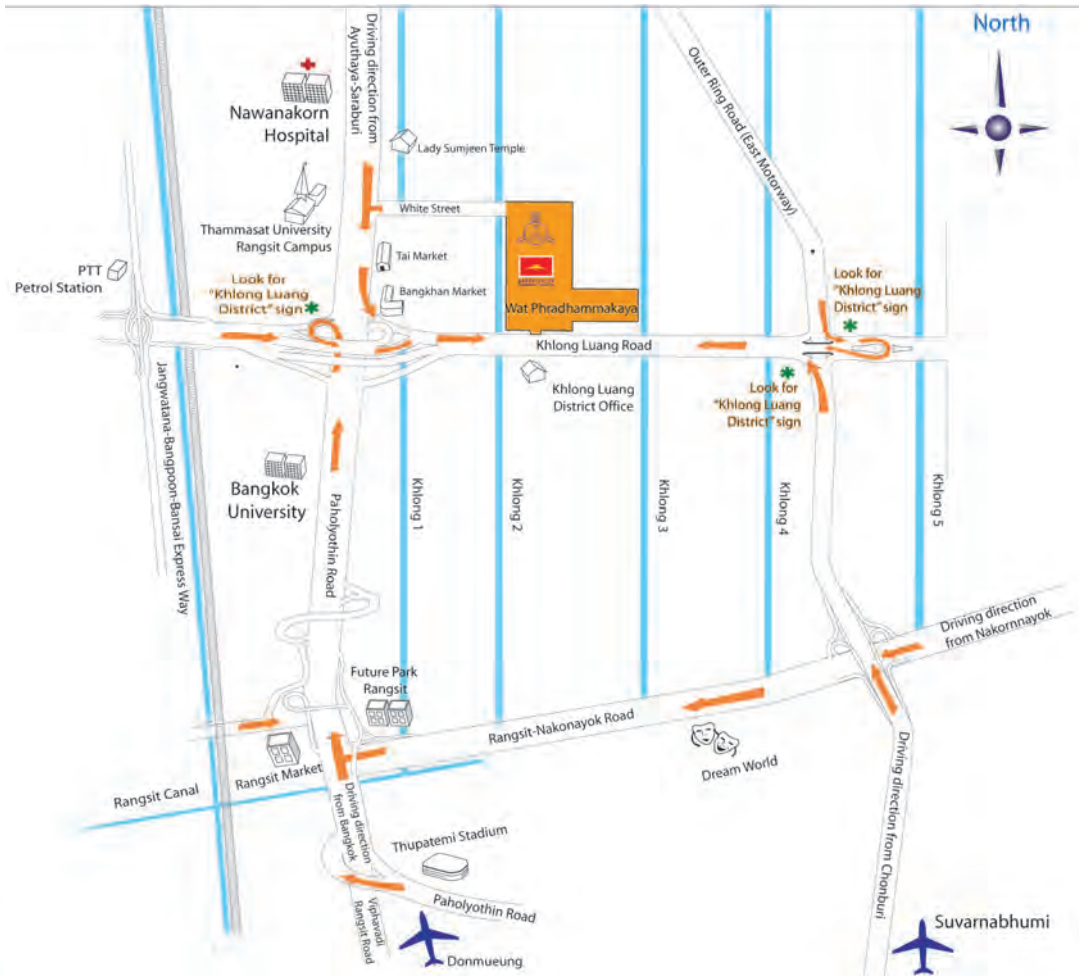 North
Driving direction from
Ayuthaya-Saraburi
Nawanakorn
Hospital
Outer Ring Road (East Motorway)
Lady Sumjeen Temple
White Street
Thammasat University
Rangsit Campus
Tai Market
PTT
Petrol Station
Look for
"Khlong Luang
District" sign
Bangkhan Market
Wat Phradhammakaya
Look for
"Khlong Luang
District" sign
Khlong Luang Road
Khlong Luang
District Office
Look for
"Khlong Luang
District" sign
Jangwatana-Bangpoon-Bansai Express Way
Bangkok
University
Paholyothin Road
Khlong 1
Khlong 2
Khlong 3
Khlong 4
Khlong 5
Driving direction
from Nakornnayok
Future Park
Rangsit
Rangsit-Nakonayok Road
Dream World
Rangsit Market
Rangsit Canal
Driving direction
from Bangkok
Driving direction from Chonburi
Thupatemi Stadium
Paholyothin Road
Viphavadi
Rangsit Road
Donmueung
Suvarnabhumi